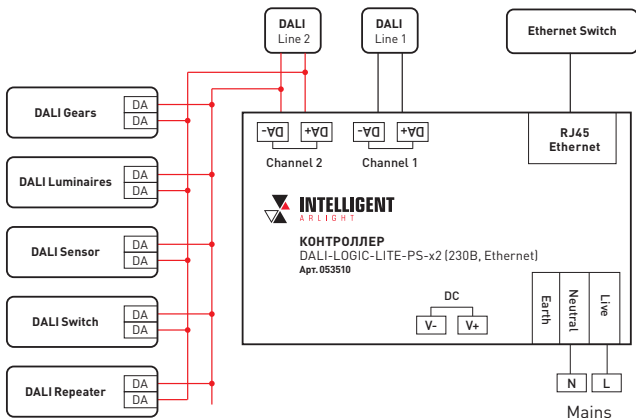 DALI
Line 2
DALI
Line 1
Ethernet Switch
DALI Gears
DA
DA
DALI Luminaires
DA
DA
DALI Sensor
DA
DA
DALI Switch
DA
DA
DALI Repeater
DA
DA
DA-
DA+
DA-
DA+
Channel 2
Channel 1
RJ45
Ethernet
INTELLIGENT
ARLIGHT
КОНТРОЛЛЕР
DALI-LOGIC-LITE-PS-x2 (230В, Ethernet)
Арт. 053510
DC
V-
V+
Earth
Neutral
Live
N
L
Mains